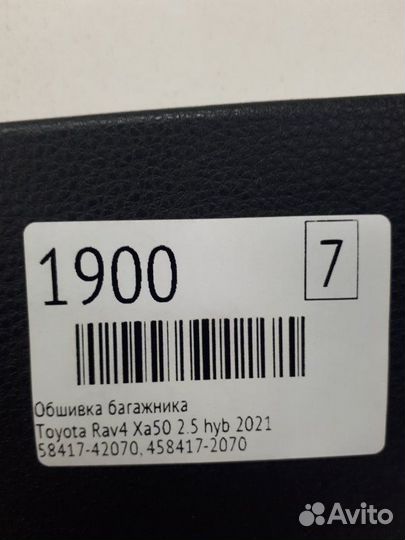 1900
7
Обшивка багажника
Toyota Rav4 Xa50 2.5 hyb 2021
58417-42070, 458417-2070
Avito